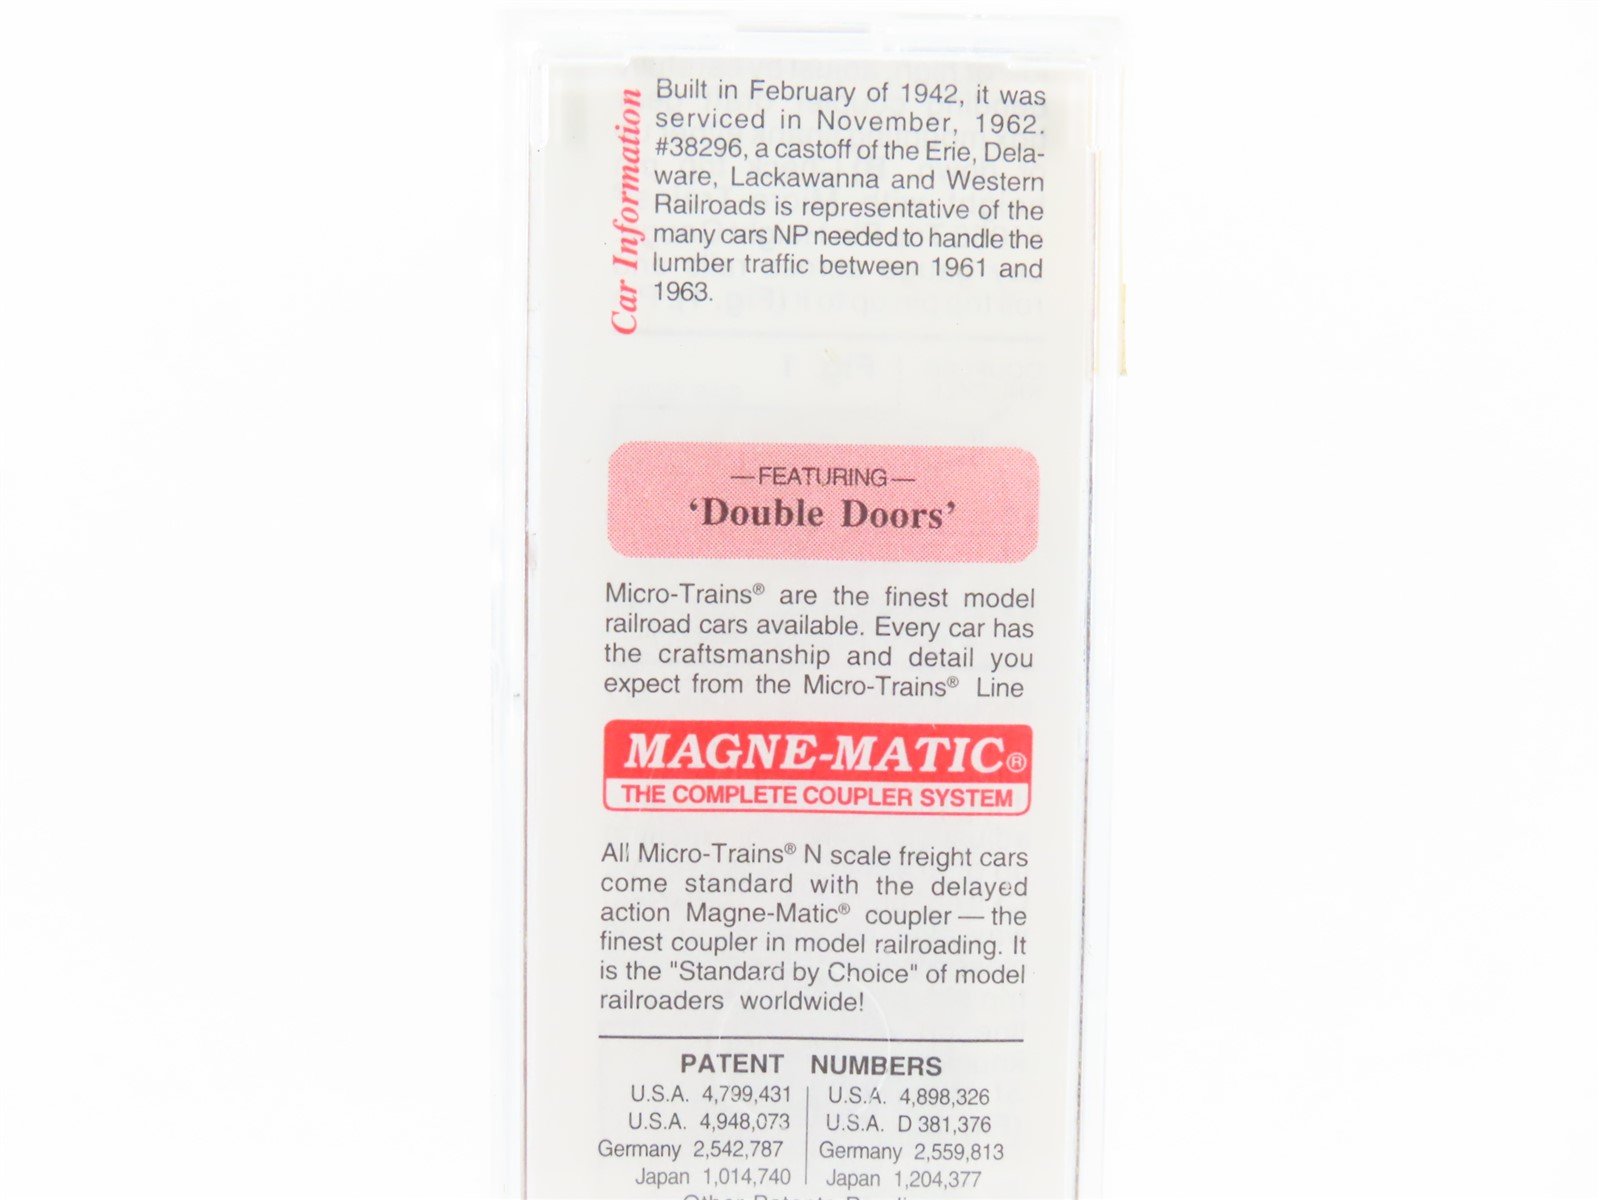 Car Information
Built in February of 1942, it was
serviced in November, 1962.
#38296, a castoff of the Erie, Dela-
ware, Lackawanna and Western
Railroads is representative of the
many cars NP needed to handle the
lumber traffic between 1961 and
1963.
—FEATURING—
‘Double Doors’
Micro-Trains® are the finest model
railroad cars available. Every car has
the craftsmanship and detail you
expect from the Micro-Trains® Line
MAGNE-MATIC®
THE COMPLETE COUPLER SYSTEM
All Micro-Trains® N scale freight cars
come standard with the delayed
action Magne-Matic® coupler — the
finest coupler in model railroading. It
is the "Standard by Choice" of model
railroaders worldwide!
PATENT NUMBERS
U.S.A. 4,799,431 U.S.A. 4,898,326
U.S.A. 4,948,073 U.S.A. D 381,376
Germany 2,542,787 Germany 2,559,813
Japan 1,014,740 Japan 1,204,377